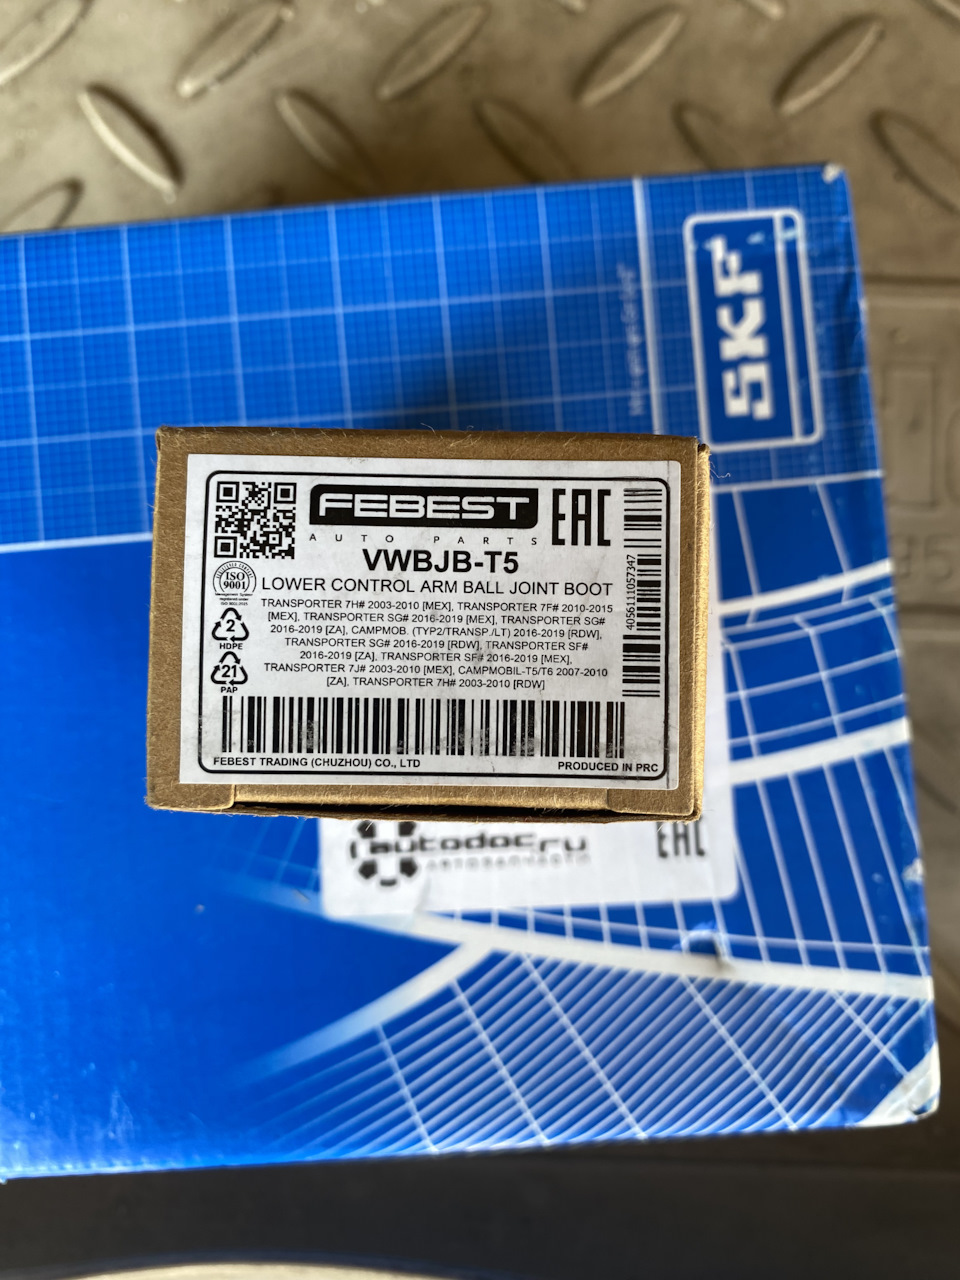 SKF
FEBEST
AUTO PARTS
EAC
VWBJB-T5
LOWER CONTROL ARM BALL JOINT BOOT
TRANSPORTER 7H# 2003-2010 [MEX], TRANSPORTER 7F# 2010-2015
[MEX], TRANSPORTER SG# 2016-2019 [MEX], TRANSPORTER SG#
2016-2019 [ZA], CAMPMOB. (TYP2/TRANSP./LT) 2016-2019 [RDW],
TRANSPORTER SG# 2016-2019 [RDW], TRANSPORTER SF#
2016-2019 [ZA], TRANSPORTER SF# 2016-2019 [MEX],
TRANSPORTER 7J# 2003-2010 [MEX], CAMPMOBIL-T5/T6 2007-2010
[ZA], TRANSPORTER 7H# 2003-2010 [RDW]
ISO
9001
2
HDPE
21
PAP
4056111057347
FEBEST TRADING (CHUZHOU) CO., LTD
PRODUCED IN PRC
autodoc.ru
АВТОЗАПЧАСТИ
EAC